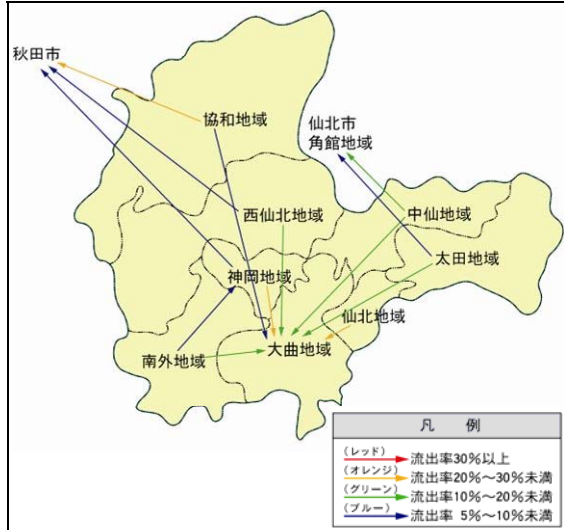 秋田市
協和地域
仙北市
角館地域
西仙北地域
中仙地域
太田地域
神岡地域
仙北地域
大曲地域
南外地域
凡 例
(レッド) 流出率30%以上
(オレンジ) 流出率20%~30%未満
(グリーン) 流出率10%~20%未満
(ブルー) 流出率 5%~10%未満